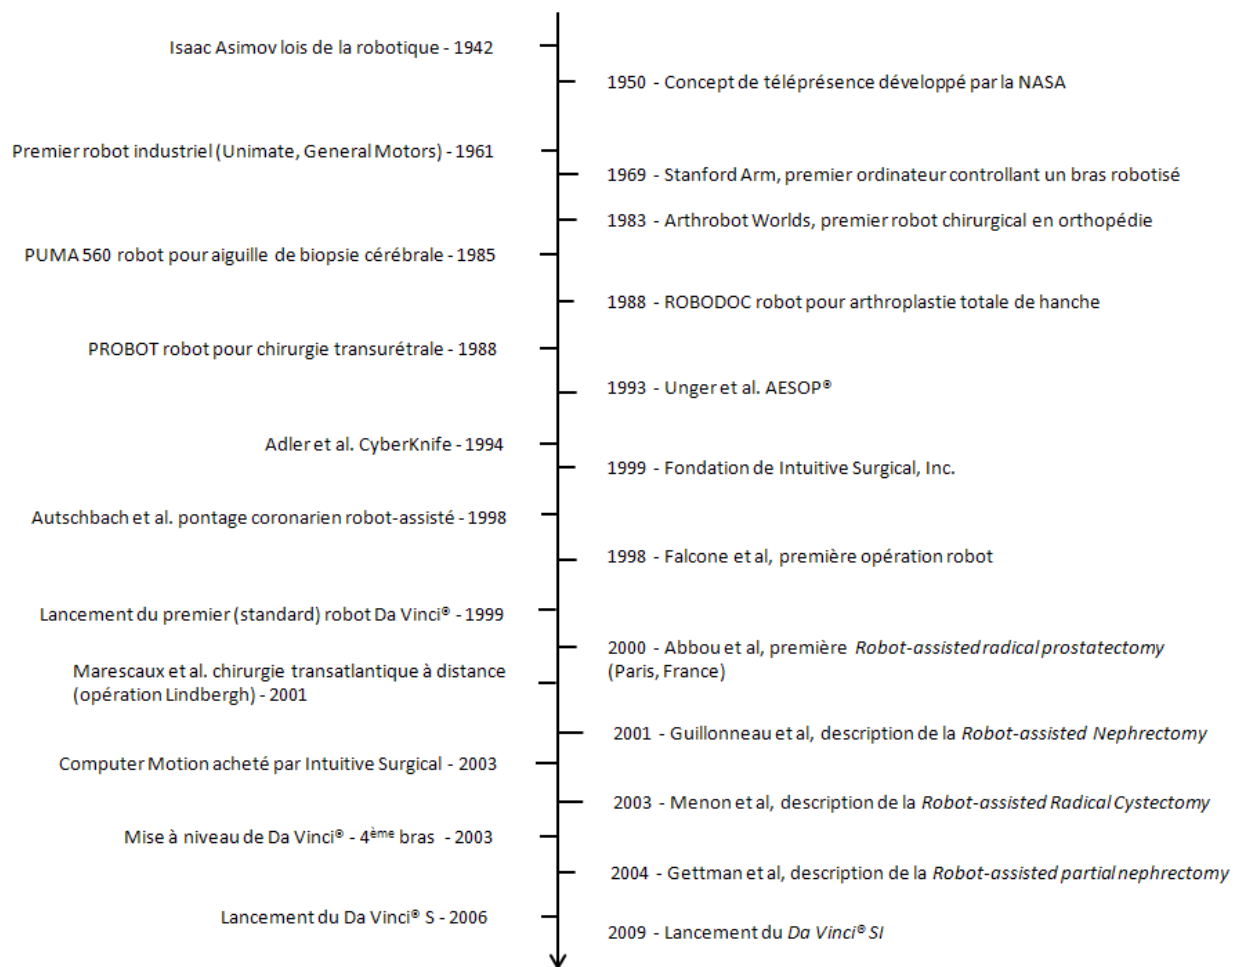 Isaac Asimov lois de la robotique - 1942
1950 - Concept de téléprésence développé par la NASA
Premier robot industriel (Unimate, General Motors) - 1961
1969 - Stanford Arm, premier ordinateur controllant un bras robotisé
1983 - Arthrobot Worlds, premier robot chirurgical en orthopédie
PUMA 560 robot pour aiguille de biopsie cérébrale - 1985
1988 - ROBODOC robot pour arthroplastie totale de hanche
PROBOT robot pour chirurgie transurétrale - 1988
1993 - Unger et al. AESOP®
Adler et al. CyberKnife - 1994
1999 - Fondation de Intuitive Surgical, Inc.
Autschbach et al. pontage coronarien robot-assisté - 1998
1998 - Falcone et al, première opération robot
Lancement du premier (standard) robot Da Vinci® - 1999
2000 - Abbou et al, première Robot-assisted radical prostatectomy
(Paris, France)
Marescaux et al. chirurgie transatlantique à distance
(opération Lindbergh) - 2001
2001 - Guillonneau et al, description de la Robot-assisted Nephrectomy
Computer Motion acheté par Intuitive Surgical - 2003
2003 - Menon et al, description de la Robot-assisted Radical Cystectomy
Mise à niveau de Da Vinci® - 4ème bras - 2003
2004 - Gettman et al, description de la Robot-assisted partial nephrectomy
Lancement du Da Vinci® S - 2006
2009 - Lancement du Da Vinci® SI